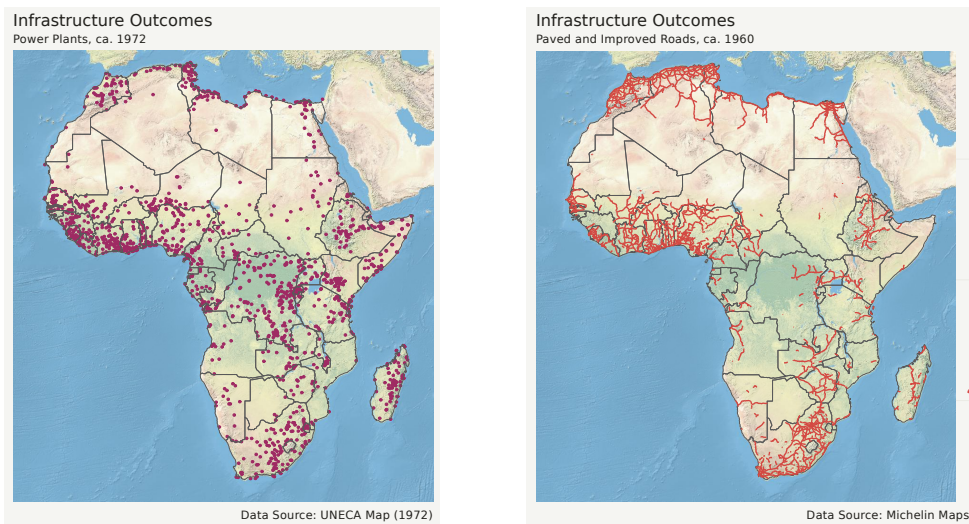 Infrastructure Outcomes
Power Plants, ca. 1972
Data Source: UNECA Map (1972)
Infrastructure Outcomes
Paved and Improved Roads, ca. 1960
Data Source: Michelin Maps